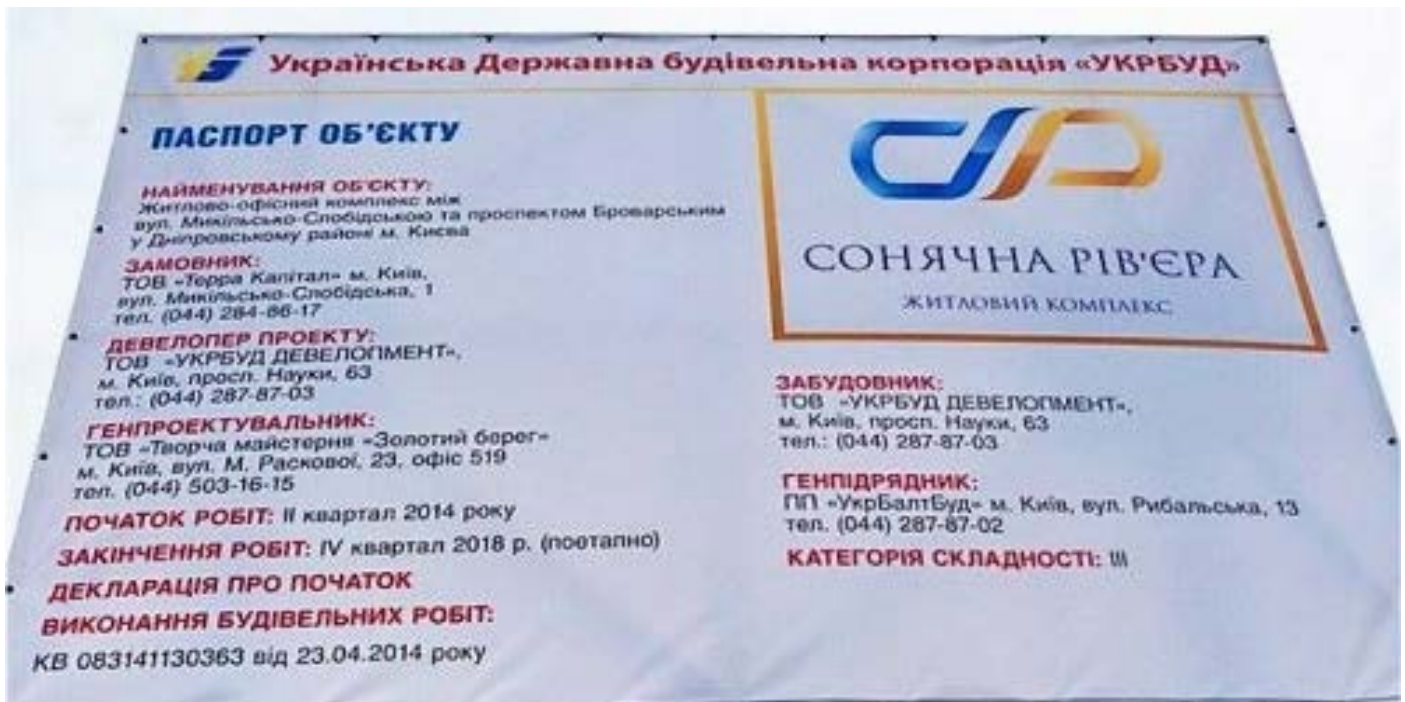 Українська Державна будівельна корпорація «УКРБУД»
ПАСПОРТ ОБ'ЄКТУ
НАЙМЕНУВАННЯ ОБ'ЄКТУ:
Житлово-офісний комплекс між
вул. Микільсько-Слобідською та проспектом Броварським
у Дніпровському районі м. Києва
ЗАМОВНИК:
ТОВ «Терра Капітал» м. Київ,
вул. Микільсько-Слобідська, 1
тел. (044) 284-86-17
ДЕВЕЛОПЕР ПРОЕКТУ:
ТОВ «УКРБУД ДЕВЕЛОПМЕНТ»,
м. Київ, просп. Науки, 63
тел.: (044) 287-87-03
ГЕНПРОЕКТУВАЛЬНИК:
ТОВ «Творча майстерня «Золотий берег»
м. Київ, вул. М. Раскової, 23, офіс 519
тел. (044) 503-16-15
ПОЧАТОК РОБІТ: II квартал 2014 року
ЗАКІНЧЕННЯ РОБІТ: IV квартал 2018 р. (поетапно)
ДЕКЛАРАЦІЯ ПРО ПОЧАТОК
ВИКОНАННЯ БУДІВЕЛЬНИХ РОБІТ:
КВ 083141130363 від 23.04.2014 року
СОНЯЧНА РІВ'ЄРА
ЖИТЛОВИЙ КОМПЛЕКС
ЗАБУДОВНИК:
ТОВ «УКРБУД ДЕВЕЛОПМЕНТ»,
м. Київ, просп. Науки, 63
тел.: (044) 287-87-03
ГЕНПІДРЯДНИК:
ПП «УкрБалтБуд» м. Київ, вул. Рибальська, 13
тел. (044) 287-87-02
КАТЕГОРІЯ СКЛАДНОСТІ: III